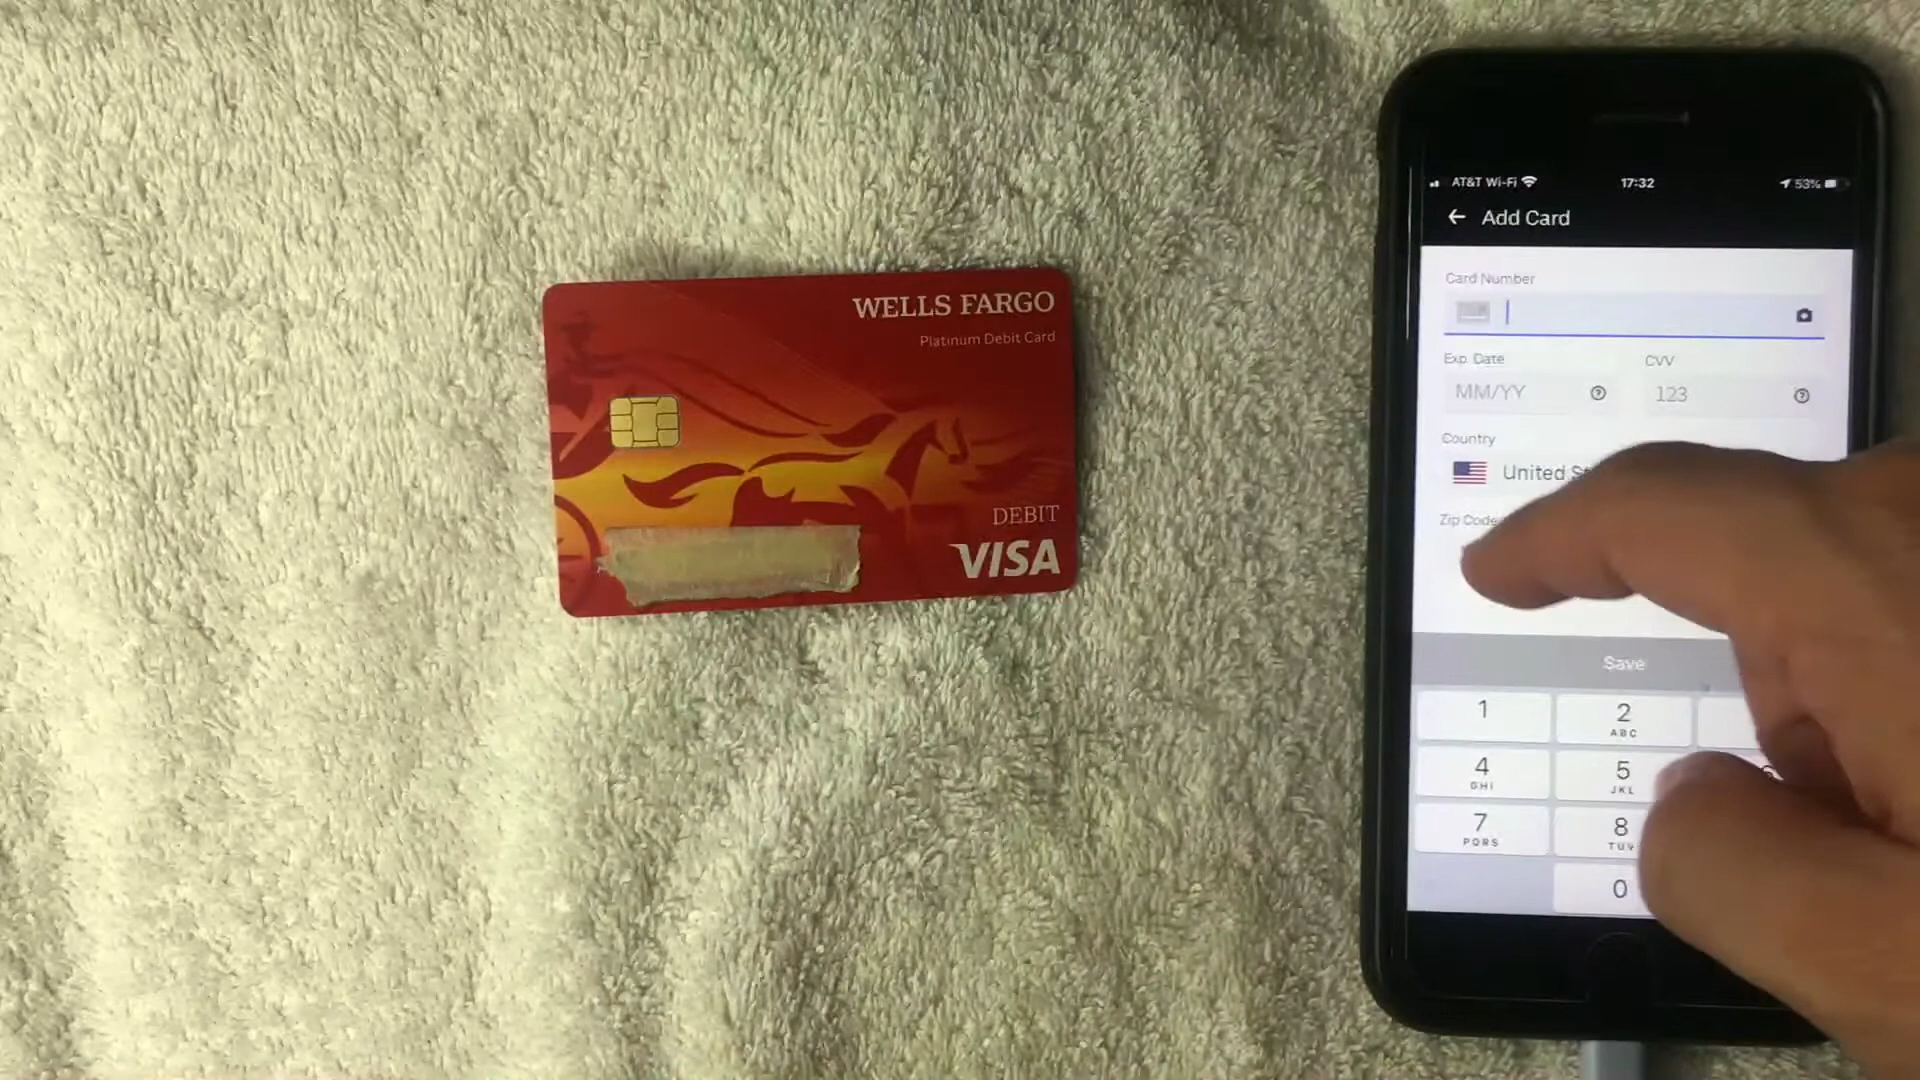 WELLS FARGO
Platinum Debit Card
DEBIT
VISA
AT&T Wi-Fi 17:32 53%
Add Card
Card Number
Exp. Date CVV
MM/YY 123
Country
United
Zip Code
Save
1 2
ABC
4 5
GHI JKL
7 8
PQRS TUV
0